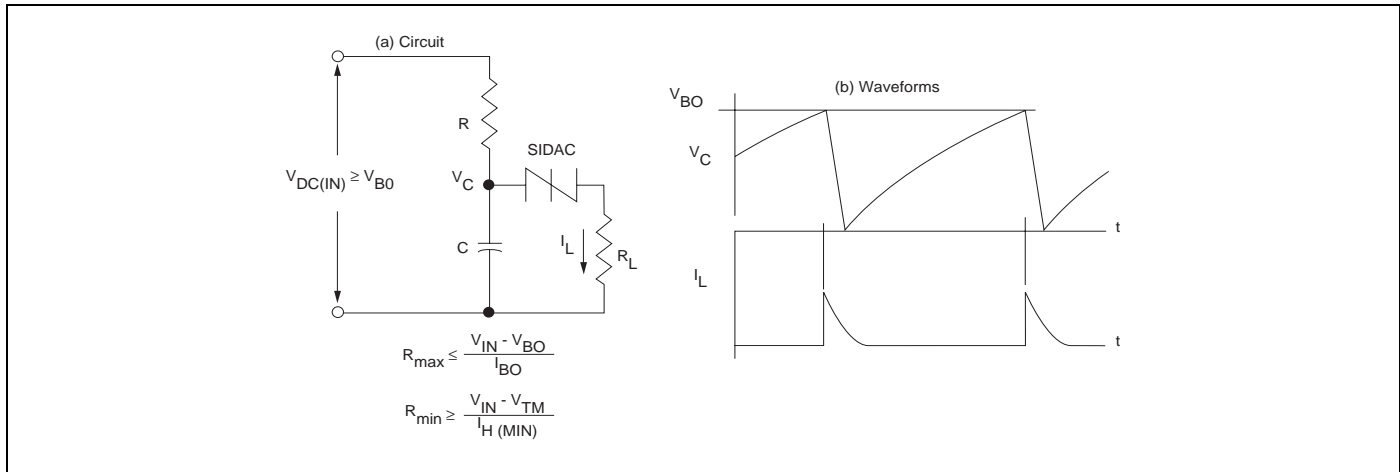 (a) Circuit
R
SIDAC
V_DC(IN) ≥ V_B0
V_C
C
I_L
R_L
R_max ≤ (V_IN - V_BO) / I_BO
R_min ≥ (V_IN - V_TM) / I_H (MIN)
(b) Waveforms
V_BO
V_C
t
I_L
t